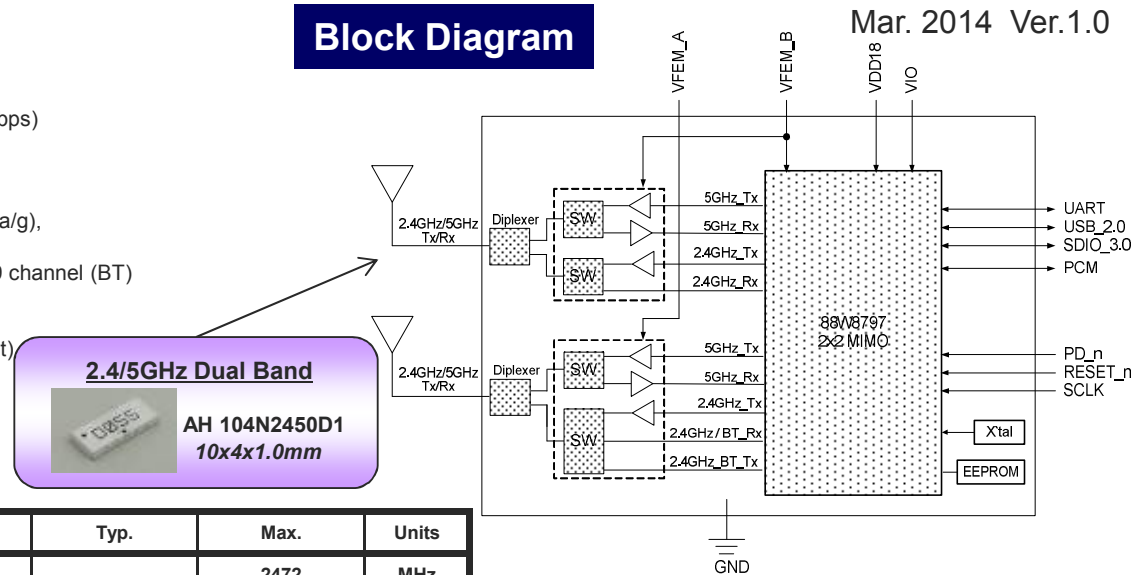 Block Diagram
Mar. 2014 Ver.1.0
VFEM_A
VFEM_B
VDD18
VIO
pps)
a/g),
channel (BT)
t)
2.4GHz/5GHz
Tx/Rx
Diplexer
SW
SW
5GHz_Tx
5GHz_Rx
2.4GHz_Tx
2.4GHz_Rx
88W8797
2x2 MIMO
UART
USB_2.0
SDIO_3.0
PCM
2.4GHz/5GHz
Tx/Rx
Diplexer
SW
SW
5GHz_Tx
5GHz_Rx
2.4GHz_Tx
2.4GHz / BT_Rx
2.4GHz_BT_Tx
PD_n
RESET_n
SCLK
X'tal
EEPROM
GND
2.4/5GHz Dual Band
AH 104N2450D1
10x4x1.0mm
Typ. Max. Units
2472 MHz